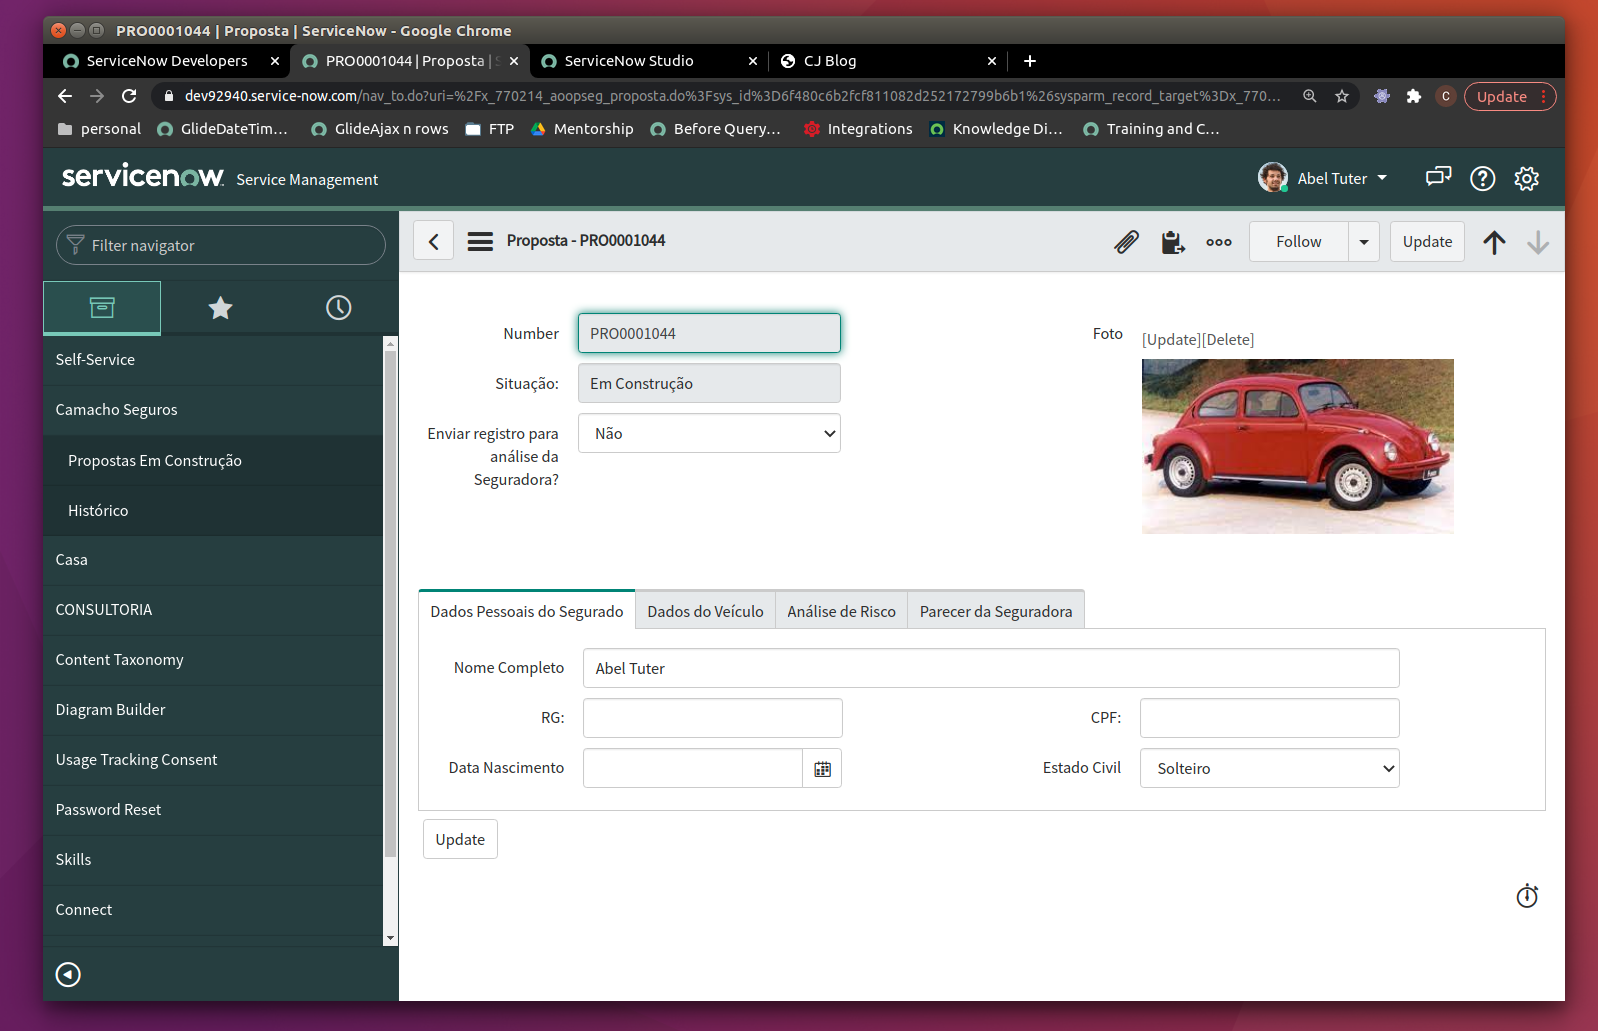 PRO0001044 | Proposta | ServiceNow - Google Chrome
ServiceNow Developers
PRO0001044 | Proposta |
ServiceNow Studio
CJ Blog
dev92940.service-now.com/nav_to.do?uri=%2Fx_770214_aoopseg_proposta.do%3Fsys_id%3D6f480c6b2fcf811082d252172799b6b1%26sysparm_record_target%3Dx_770...
C
Update
personal
GlideDateTim...
GlideAjax n rows
FTP
Mentorship
Before Query...
Integrations
Knowledge Di...
Training and C...
servicenow
Service Management
Abel Tuter
Filter navigator
Self-Service
Camacho Seguros
Propostas Em Construção
Histórico
Casa
CONSULTORIA
Content Taxonomy
Diagram Builder
Usage Tracking Consent
Password Reset
Skills
Connect
Proposta - PRO0001044
Follow
Update
Number
PRO0001044
Situação:
Em Construção
Enviar registro para
análise da
Seguradora?
Não
Foto
[Update][Delete]
Dados Pessoais do Segurado
Dados do Veículo
Análise de Risco
Parecer da Seguradora
Nome Completo
Abel Tuter
RG:
CPF:
Data Nascimento
Estado Civil
Solteiro
Update